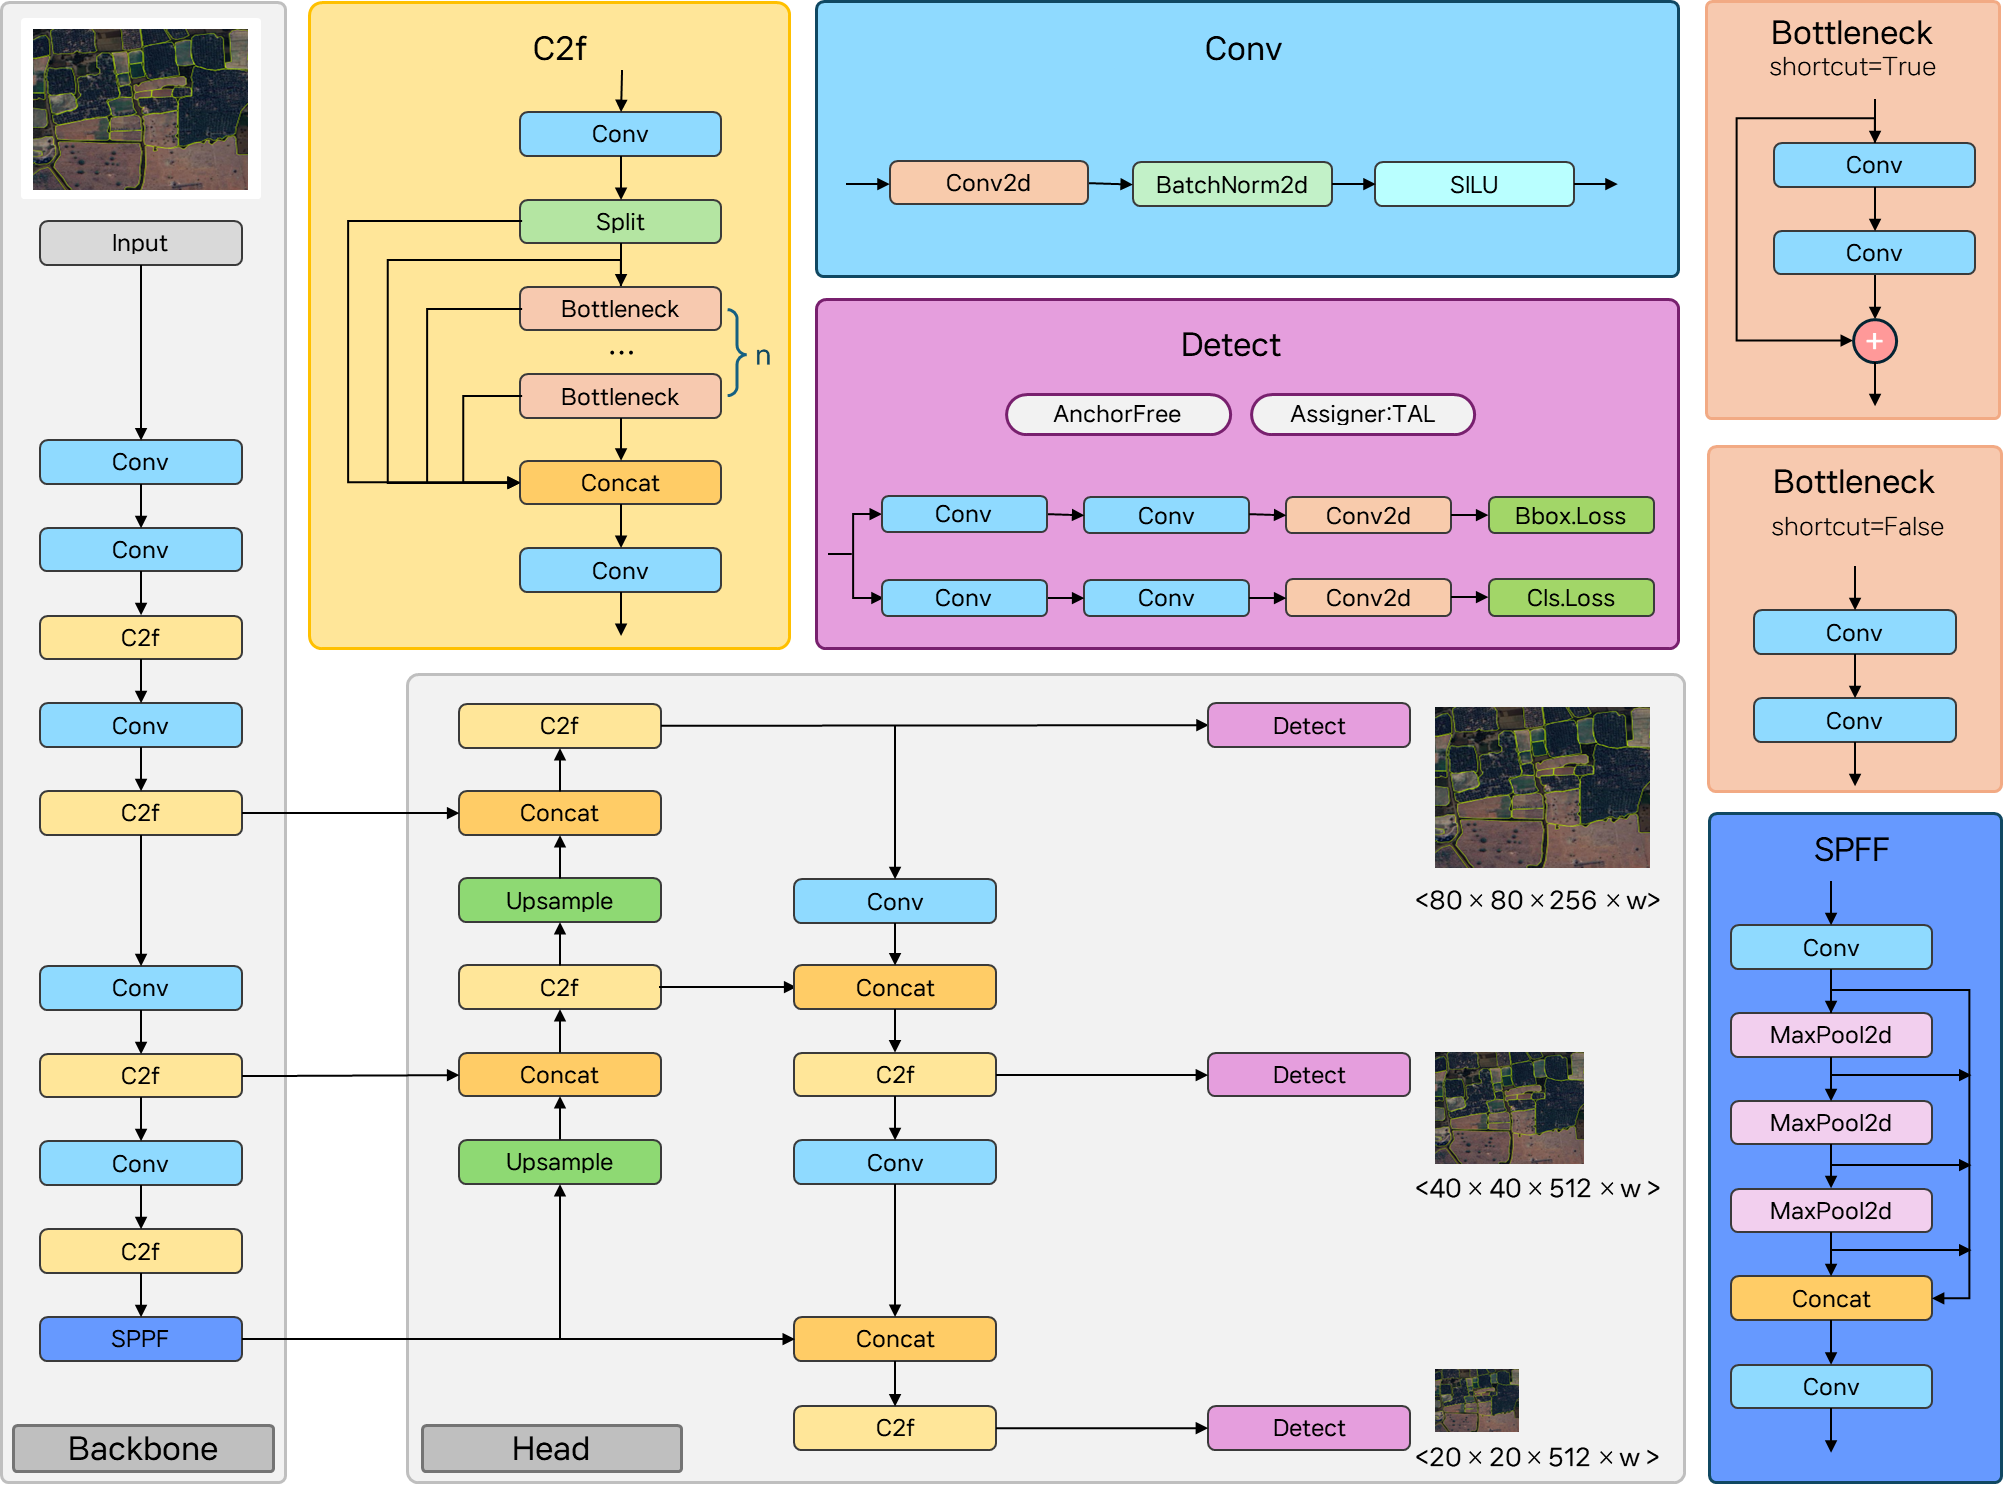 Input
Conv
Conv
C2f
Conv
C2f
Conv
C2f
Conv
C2f
SPPF
Backbone
C2f
Conv
Split
Bottleneck
...
Bottleneck
n
Concat
Conv
Conv
Conv2d
BatchNorm2d
SILU
Detect
AnchorFree
Assigner:TAL
Conv
Conv
Conv2d
Bbox.Loss
Conv
Conv
Conv2d
Cls.Loss
Bottleneck
shortcut=True
Conv
Conv
+
Bottleneck
shortcut=False
Conv
Conv
SPFF
Conv
MaxPool2d
MaxPool2d
MaxPool2d
Concat
Conv
C2f
Concat
Upsample
C2f
Concat
Upsample
Head
Conv
Concat
C2f
Conv
Concat
C2f
Detect
<80 × 80 × 256 × w>
Detect
<40 × 40 × 512 × w >
Detect
<20 × 20 × 512 × w >